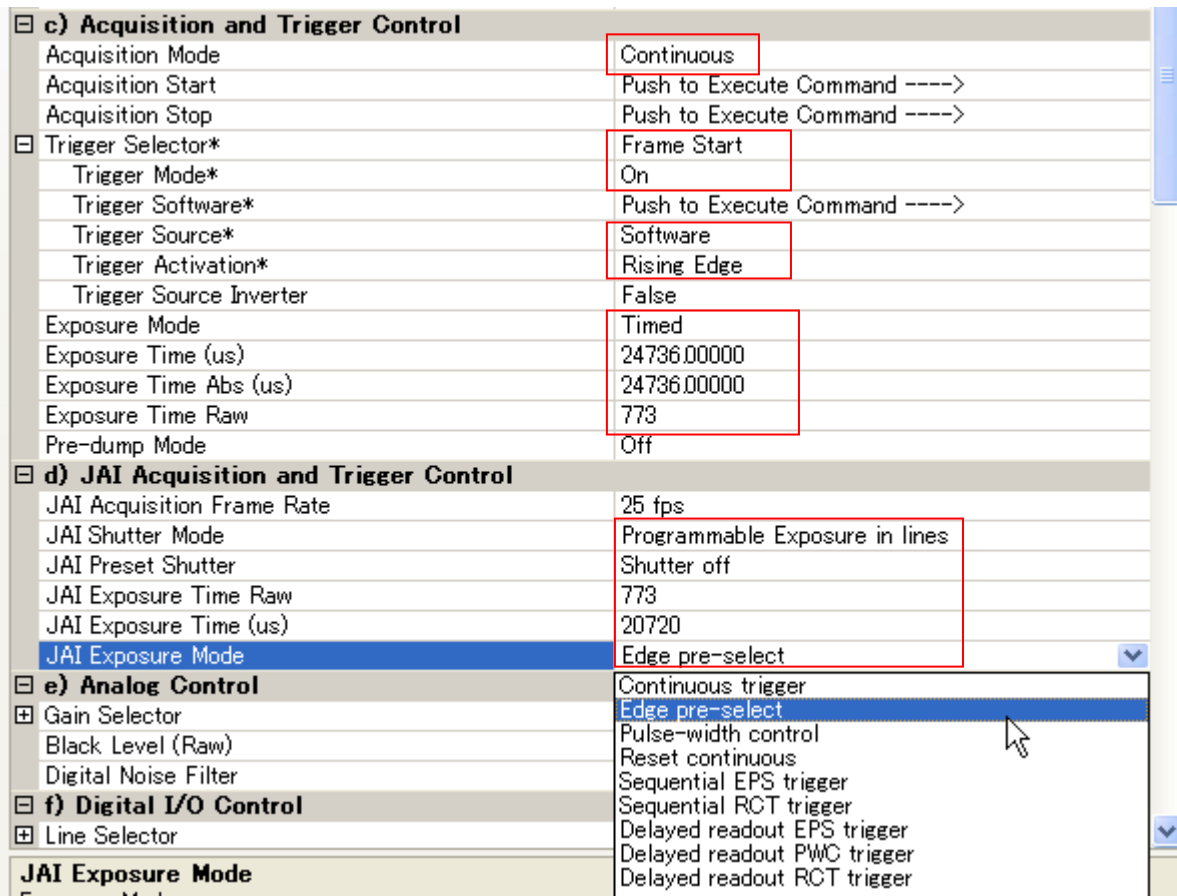 c) Acquisition and Trigger Control
Acquisition Mode Continuous
Acquisition Start Push to Execute Command ---->
Acquisition Stop Push to Execute Command ---->
Trigger Selector* Frame Start
Trigger Mode* On
Trigger Software* Push to Execute Command ---->
Trigger Source* Software
Trigger Activation* Rising Edge
Trigger Source Inverter False
Exposure Mode Timed
Exposure Time (us) 24736.00000
Exposure Time Abs (us) 24736.00000
Exposure Time Raw 773
Pre-dump Mode Off
d) JAI Acquisition and Trigger Control
JAI Acquisition Frame Rate 25 fps
JAI Shutter Mode Programmable Exposure in lines
JAI Preset Shutter Shutter off
JAI Exposure Time Raw 773
JAI Exposure Time (us) 20720
JAI Exposure Mode Edge pre-select
e) Analog Control
Gain Selector
Black Level (Raw)
Digital Noise Filter
f) Digital I/O Control
Line Selector
Continuous trigger
Edge pre-select
Pulse-width control
Reset continuous
Sequential EPS trigger
Sequential RCT trigger
Delayed readout EPS trigger
Delayed readout PWC trigger
Delayed readout RCT trigger
JAI Exposure Mode